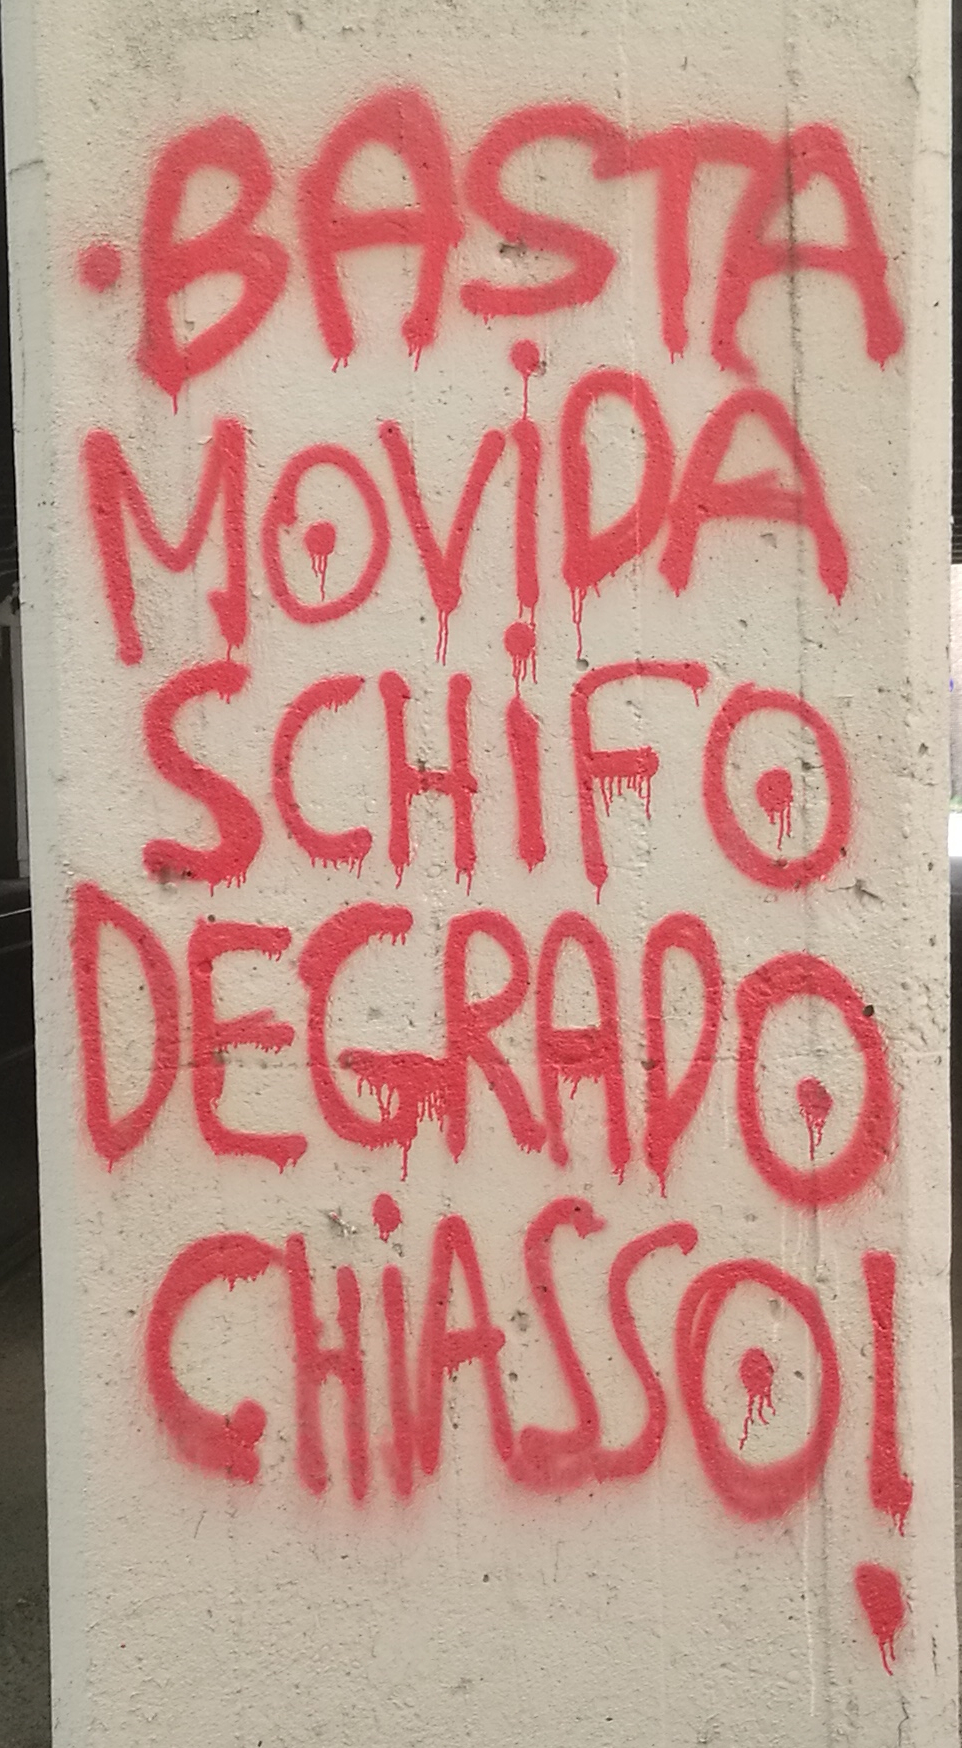 ·BASTA
MOViDA
SCHiFO
DEGRADO
CHiASSO!